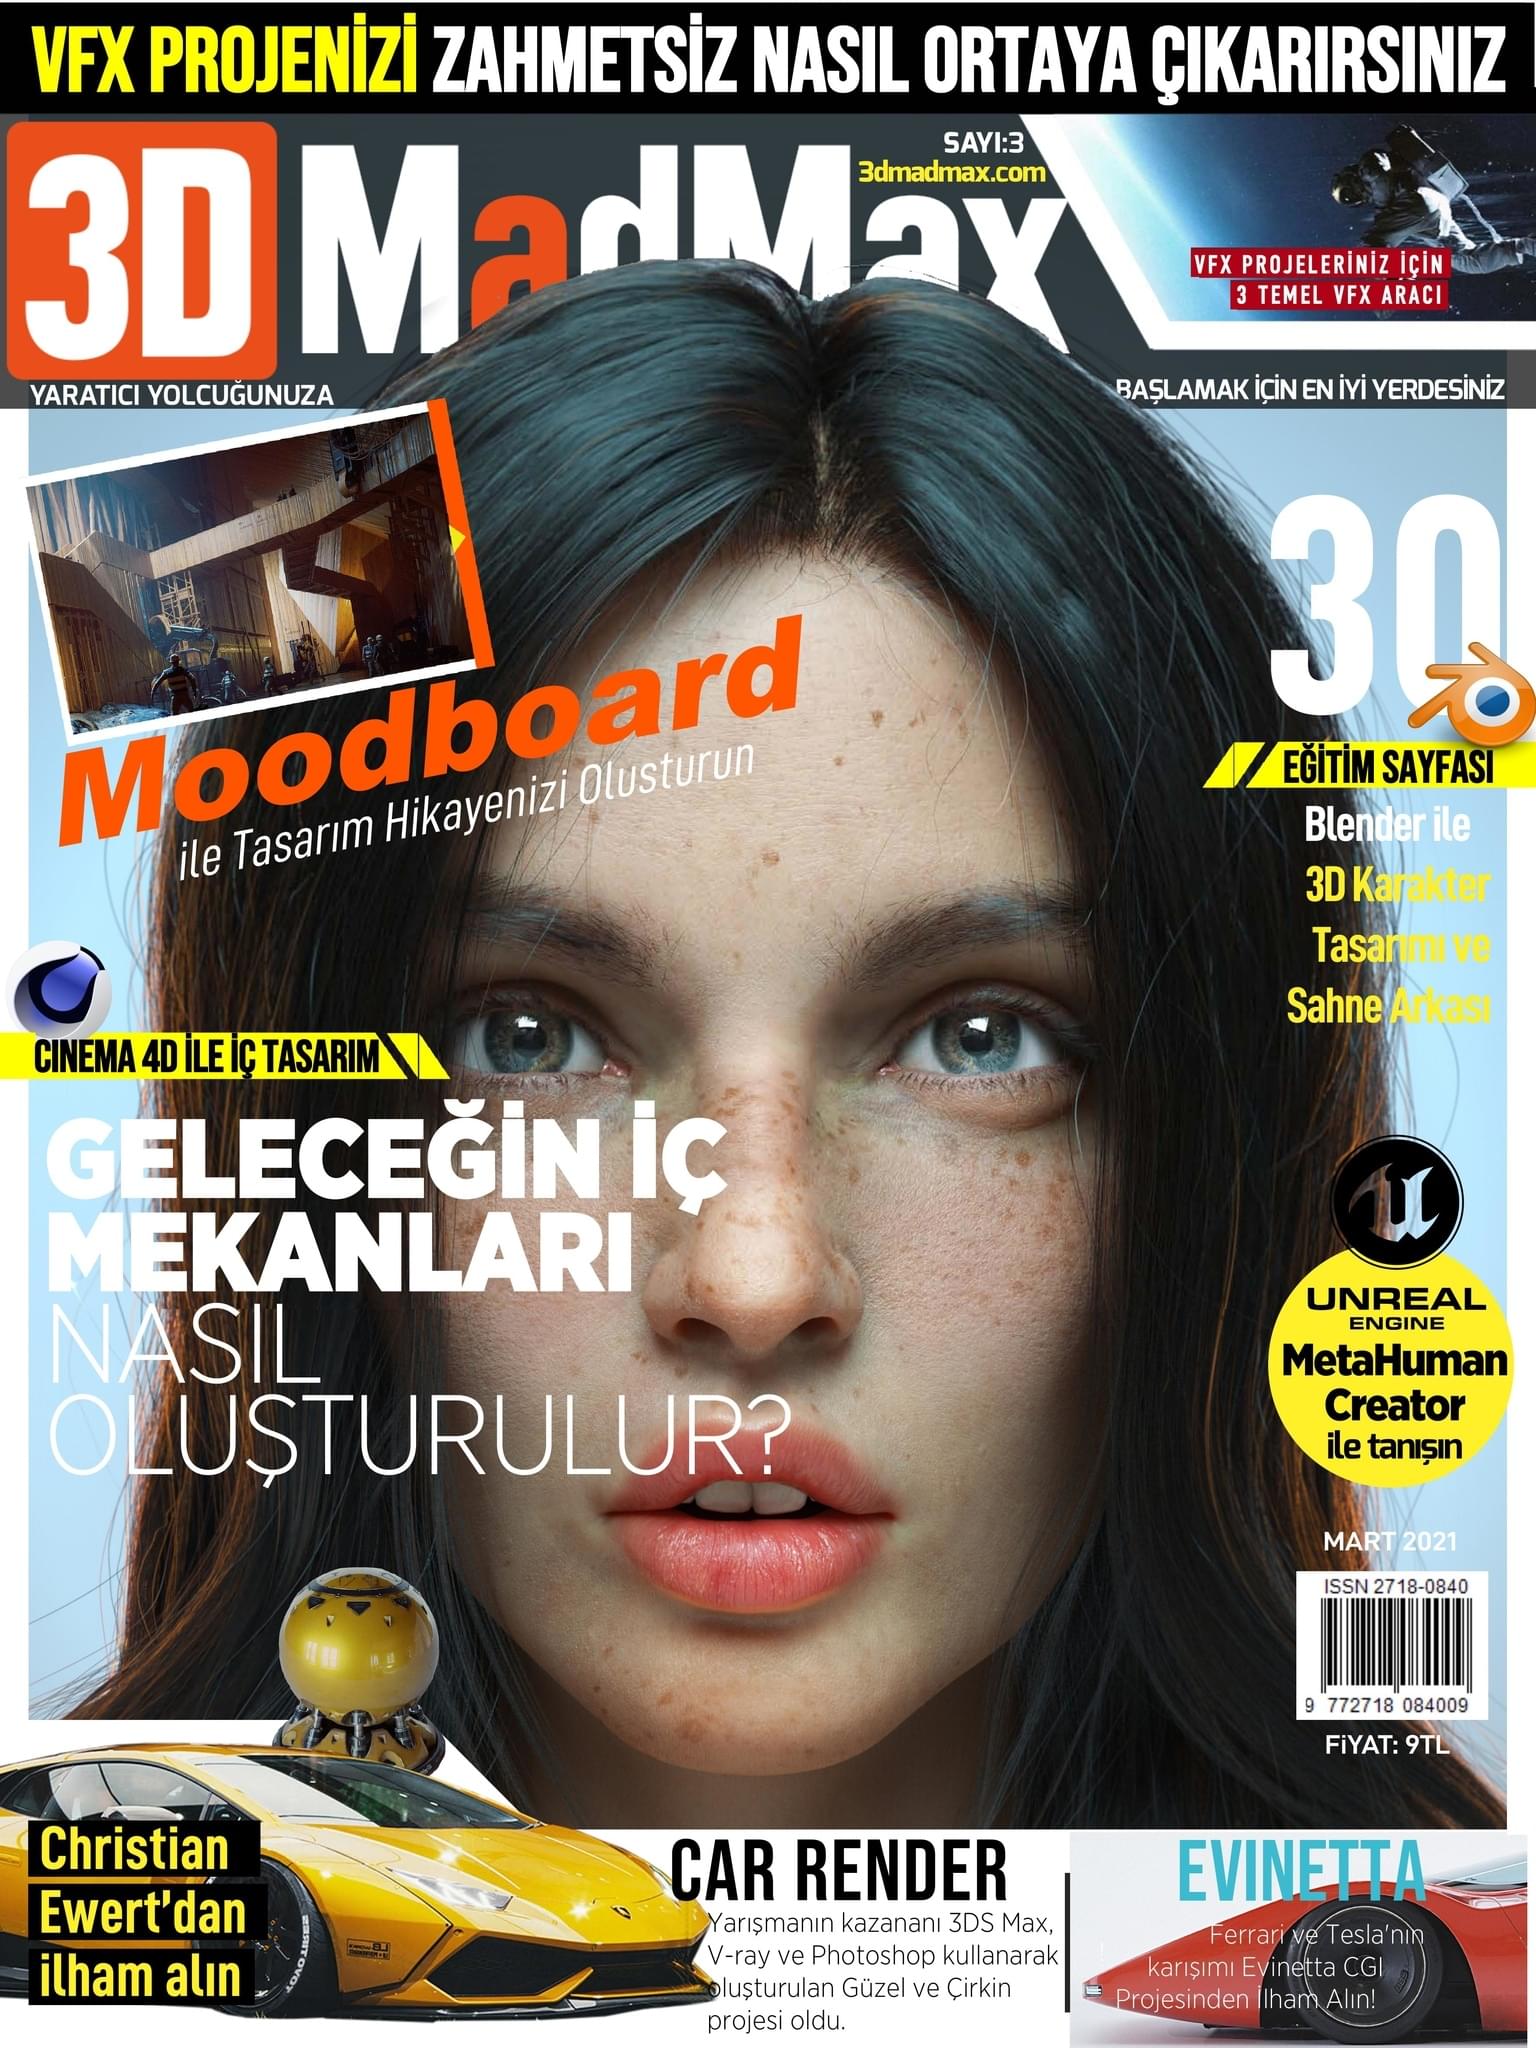 VFX PROJENİZİ ZAHMETSİZ NASIL ORTAYA ÇIKARIRSINIZ
3D MadMax
SAYI:3
3dmadmax.com
VFX PROJELERİNİZ İÇİN
3 TEMEL VFX ARACI
YARATICI YOLCUĞUNUZA
BAŞLAMAK İÇİN EN İYİ YERDESİNİZ
Moodboard
ile Tasarım Hikayenizi Olusturun
30
EĞİTİM SAYFASI
Blender ile
3D Karakter
Tasarımı ve
Sahne Arkası
CINEMA 4D İLE İÇ TASARIM
GELECEĞİN İÇ
MEKANLARI
NASIL
OLUŞTURULUR?
UNREAL
ENGINE
MetaHuman
Creator
ile tanışın
MART 2021
ISSN 2718-0840
9 772718 084009
FİYAT: 9TL
Christian
Ewert'dan
ilham alın
CAR RENDER
Yarışmanın kazananı 3DS Max,
V-ray ve Photoshop kullanarak
oluşturulan Güzel ve Çirkin
projesi oldu.
EVINETTA
Ferrari ve Tesla'nın
karışımı Evinetta CGI
Projesinden İlham Alın!